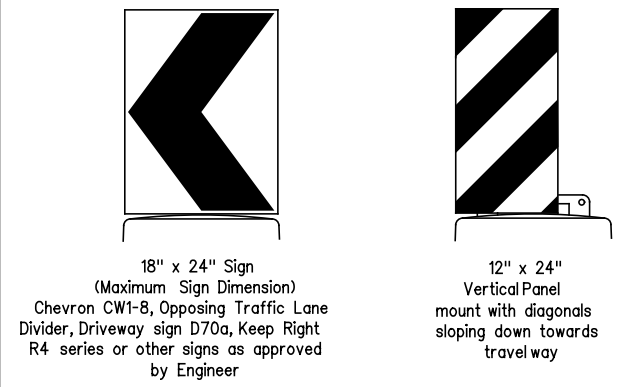 18" x 24" Sign
(Maximum Sign Dimension)
Chevron CW1-8, Opposing Traffic Lane
Divider, Driveway sign D70a, Keep Right
R4 series or other signs as approved
by Engineer
12" x 24"
Vertical Panel
mount with diagonals
sloping down towards
travel way